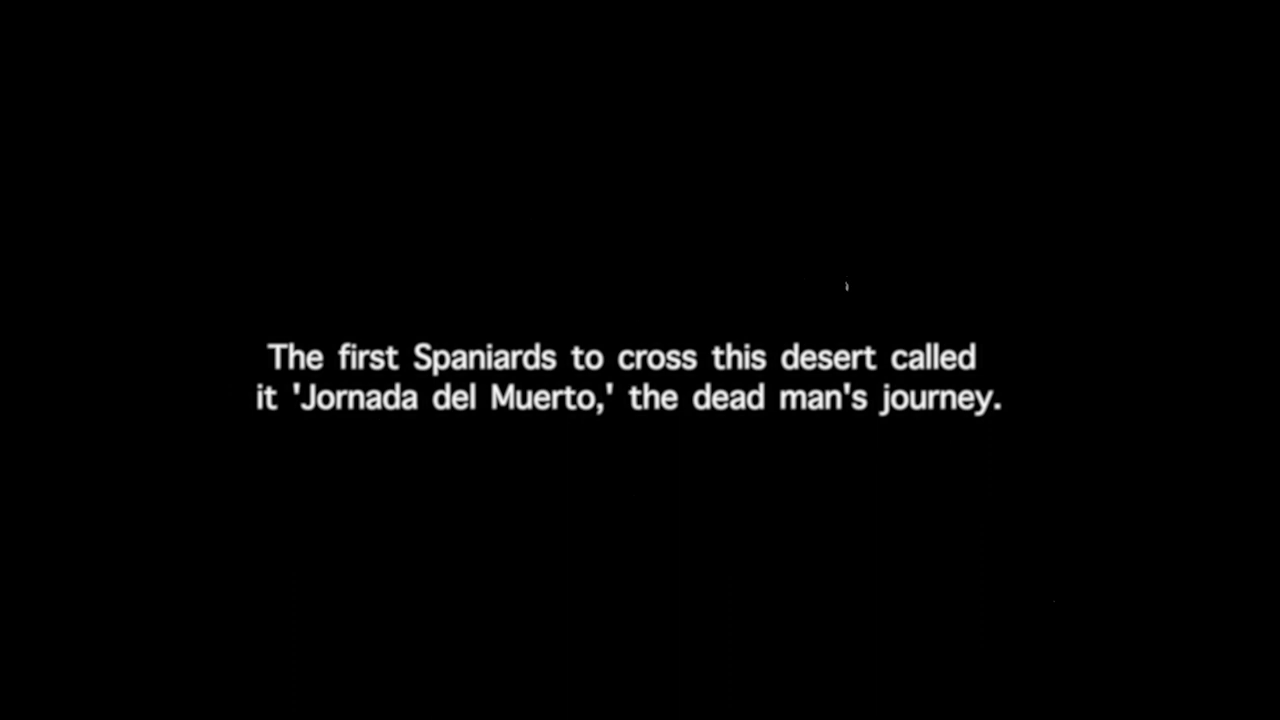 The first Spaniards to cross this desert called
it 'Jornada del Muerto,' the dead man's journey.